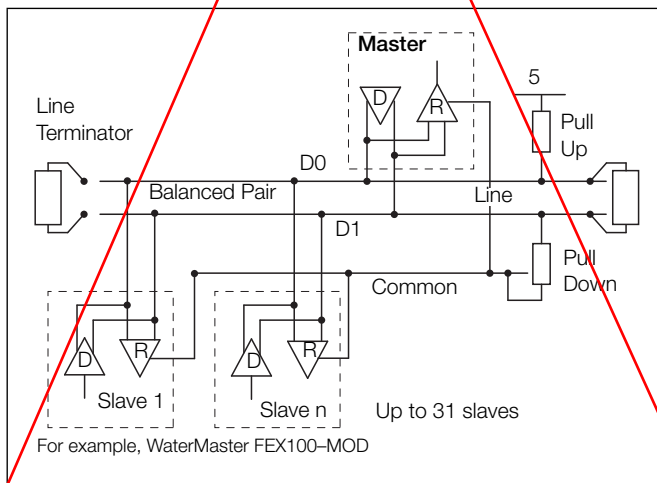 Master
5
Line
Terminator
D
R
Pull
Up
D0
Balanced Pair
Line
D1
Pull
Down
Common
D
R
D
R
Slave 1
Slave n
Up to 31 slaves
For example, WaterMaster FEX100–MOD